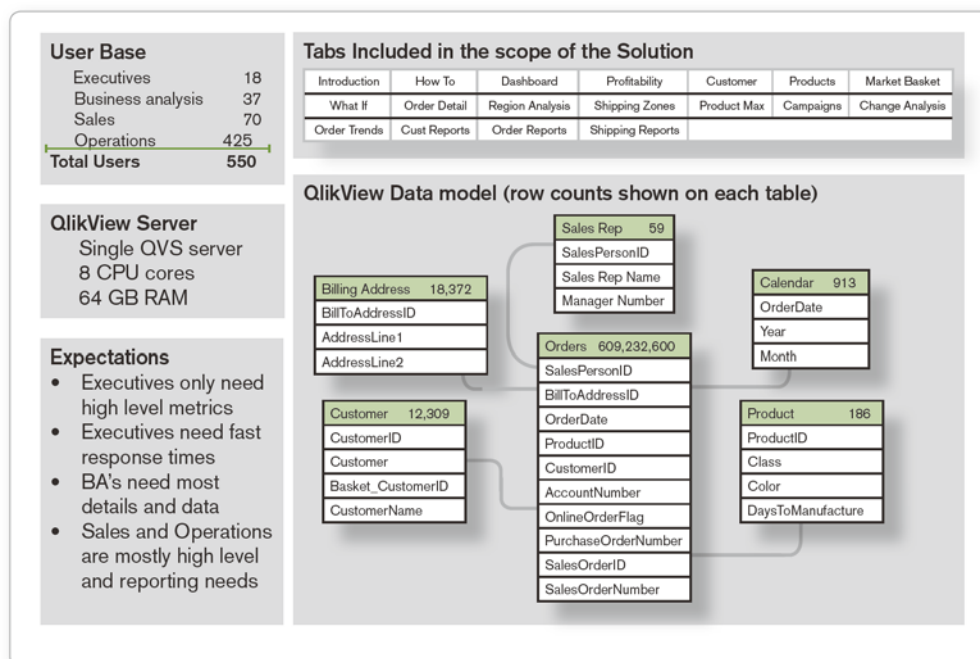 User Base
Executives 18
Business analysis 37
Sales 70
Operations 425
Total Users 550
QlikView Server
Single QVS server
8 CPU cores
64 GB RAM
Expectations
• Executives only need
high level metrics
• Executives need fast
response times
• BA's need most
details and data
• Sales and Operations
are mostly high level
and reporting needs
Tabs Included in the scope of the Solution
Introduction How To Dashboard Profitability Customer Products Market Basket
What If Order Detail Region Analysis Shipping Zones Product Max Campaigns Change Analysis
Order Trends Cust Reports Order Reports Shipping Reports
QlikView Data model (row counts shown on each table)
Sales Rep 59
SalesPersonID
Sales Rep Name
Manager Number
Billing Address 18,372
BillToAddressID
AddressLine1
AddressLine2
Calendar 913
OrderDate
Year
Month
Orders 609,232,600
SalesPersonID
BillToAddressID
OrderDate
ProductID
CustomerID
AccountNumber
OnlineOrderFlag
PurchaseOrderNumber
SalesOrderID
SalesOrderNumber
Customer 12,309
CustomerID
Customer
Basket_CustomerID
CustomerName
Product 186
ProductID
Class
Color
DaysToManufacture